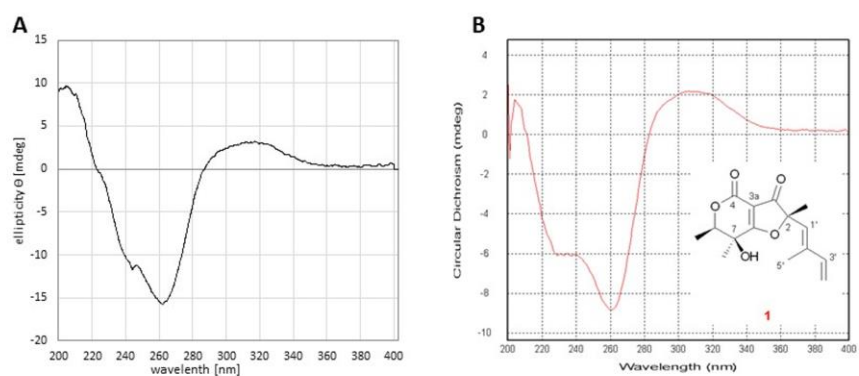 A
15
10
5
0
-5
-10
-15
-20
200 220 240 260 280 300 320 340 360 380 400
ellipticity Θ [mdeg]
wavelenth [nm]
B
4
2
0
-2
-4
-6
-8
-10
200 220 240 260 280 300 320 340 360 380 400
Circular Dichroism (mdeg)
Wavelength (nm)
O O
4 3a
O
7 2 1'
O
OH
5' 3'
1